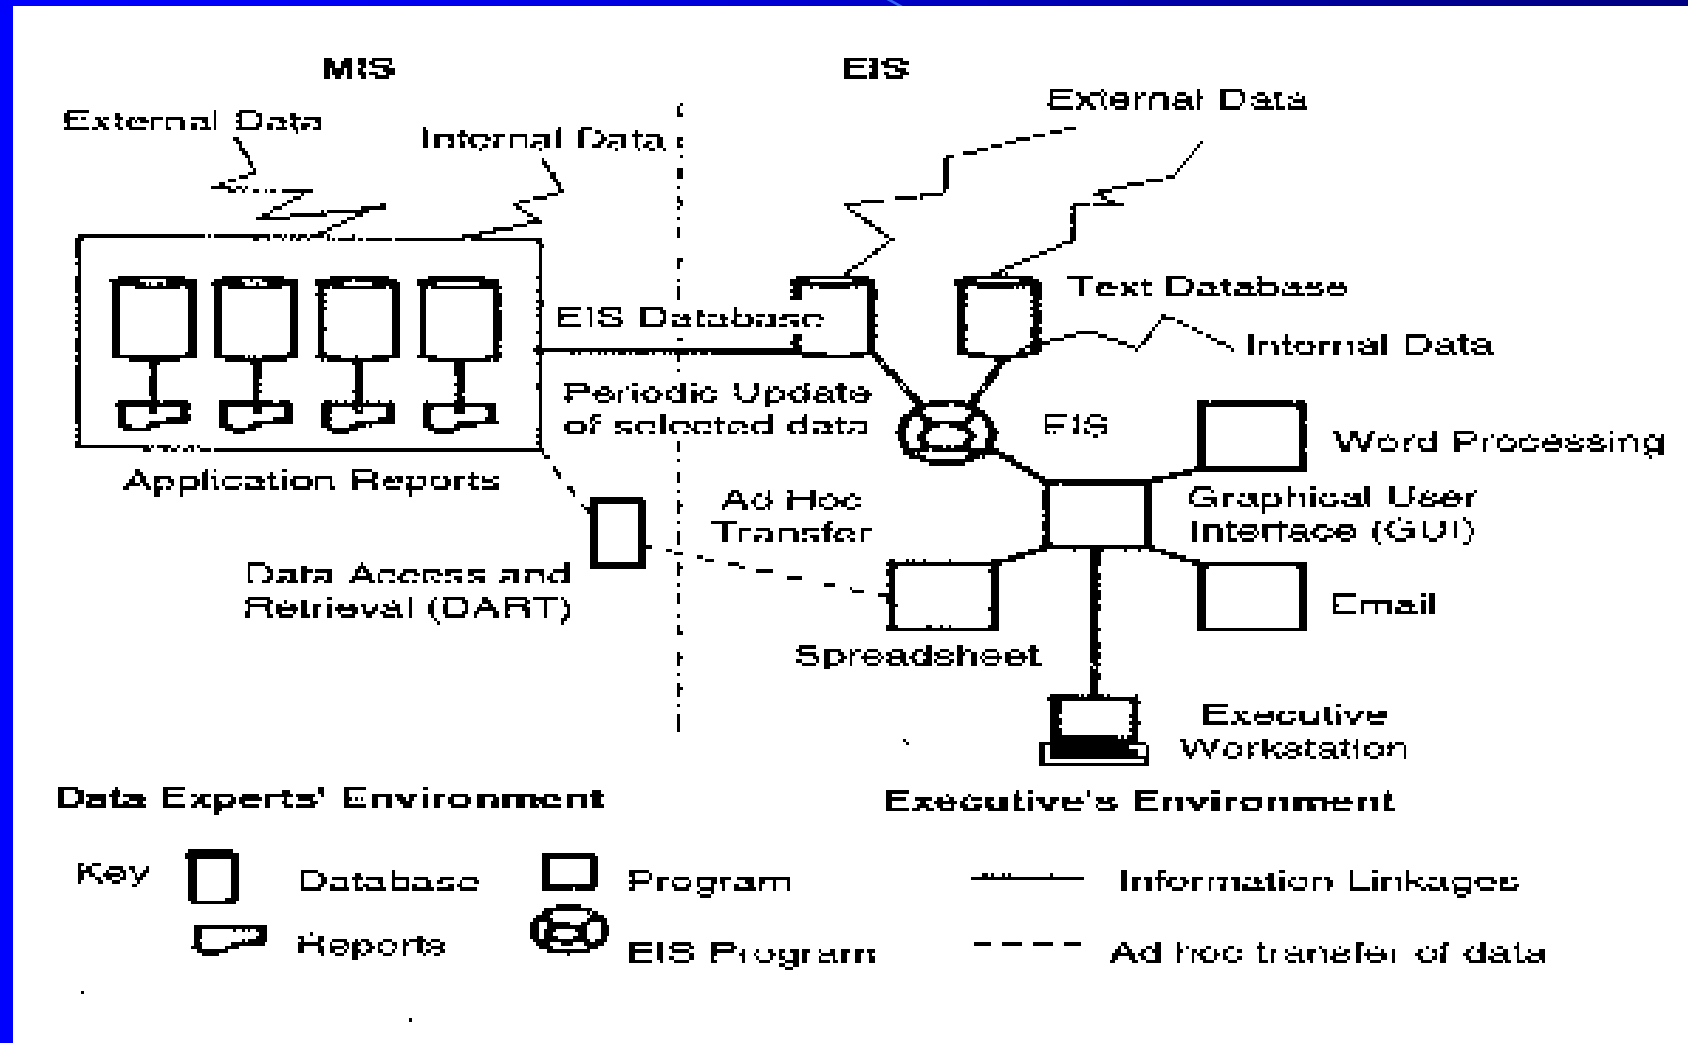 MIS
EIS
External Data
Internal Data
External Data
EIS Database
Text Database
Internal Data
Periodic Update
of selected data
EIS
Word Processing
Application Reports
Ad Hoc
Transfer
Graphical User
Interface (GUI)
Data Access and
Retrieval (DART)
Email
Spreadsheet
Executive
Workstation
Data Experts' Environment
Executive's Environment
Key
Database
Program
Information Linkages
Reports
EIS Program
Ad hoc transfer of data